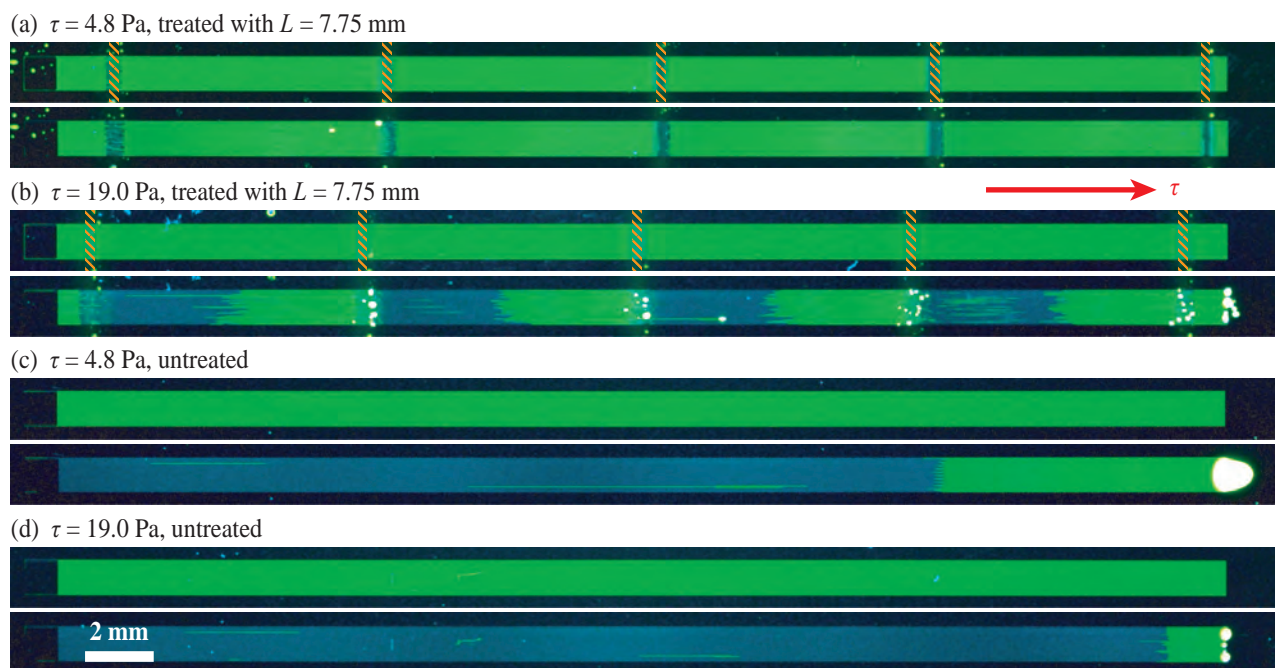 (a) τ = 4.8 Pa, treated with L = 7.75 mm
(b) τ = 19.0 Pa, treated with L = 7.75 mm
τ
(c) τ = 4.8 Pa, untreated
(d) τ = 19.0 Pa, untreated
2 mm